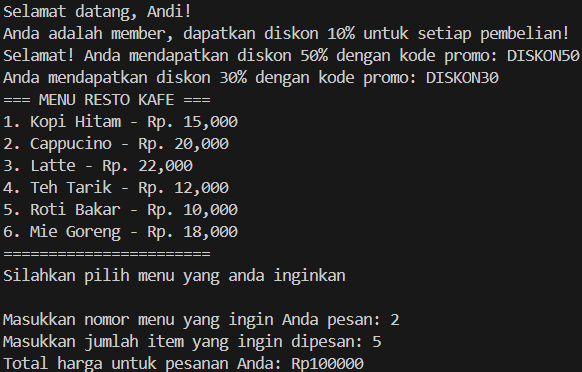 Selamat datang, Andi!
Anda adalah member, dapatkan diskon 10% untuk setiap pembelian!
Selamat! Anda mendapatkan diskon 50% dengan kode promo: DISKON50
Anda mendapatkan diskon 30% dengan kode promo: DISKON30
=== MENU RESTO KAFE ===
1. Kopi Hitam - Rp. 15,000
2. Cappucino - Rp. 20,000
3. Latte - Rp. 22,000
4. Teh Tarik - Rp. 12,000
5. Roti Bakar - Rp. 10,000
6. Mie Goreng - Rp. 18,000
=======================
Silahkan pilih menu yang anda inginkan
Masukkan nomor menu yang ingin Anda pesan: 2
Masukkan jumlah item yang ingin dipesan: 5
Total harga untuk pesanan Anda: Rp100000